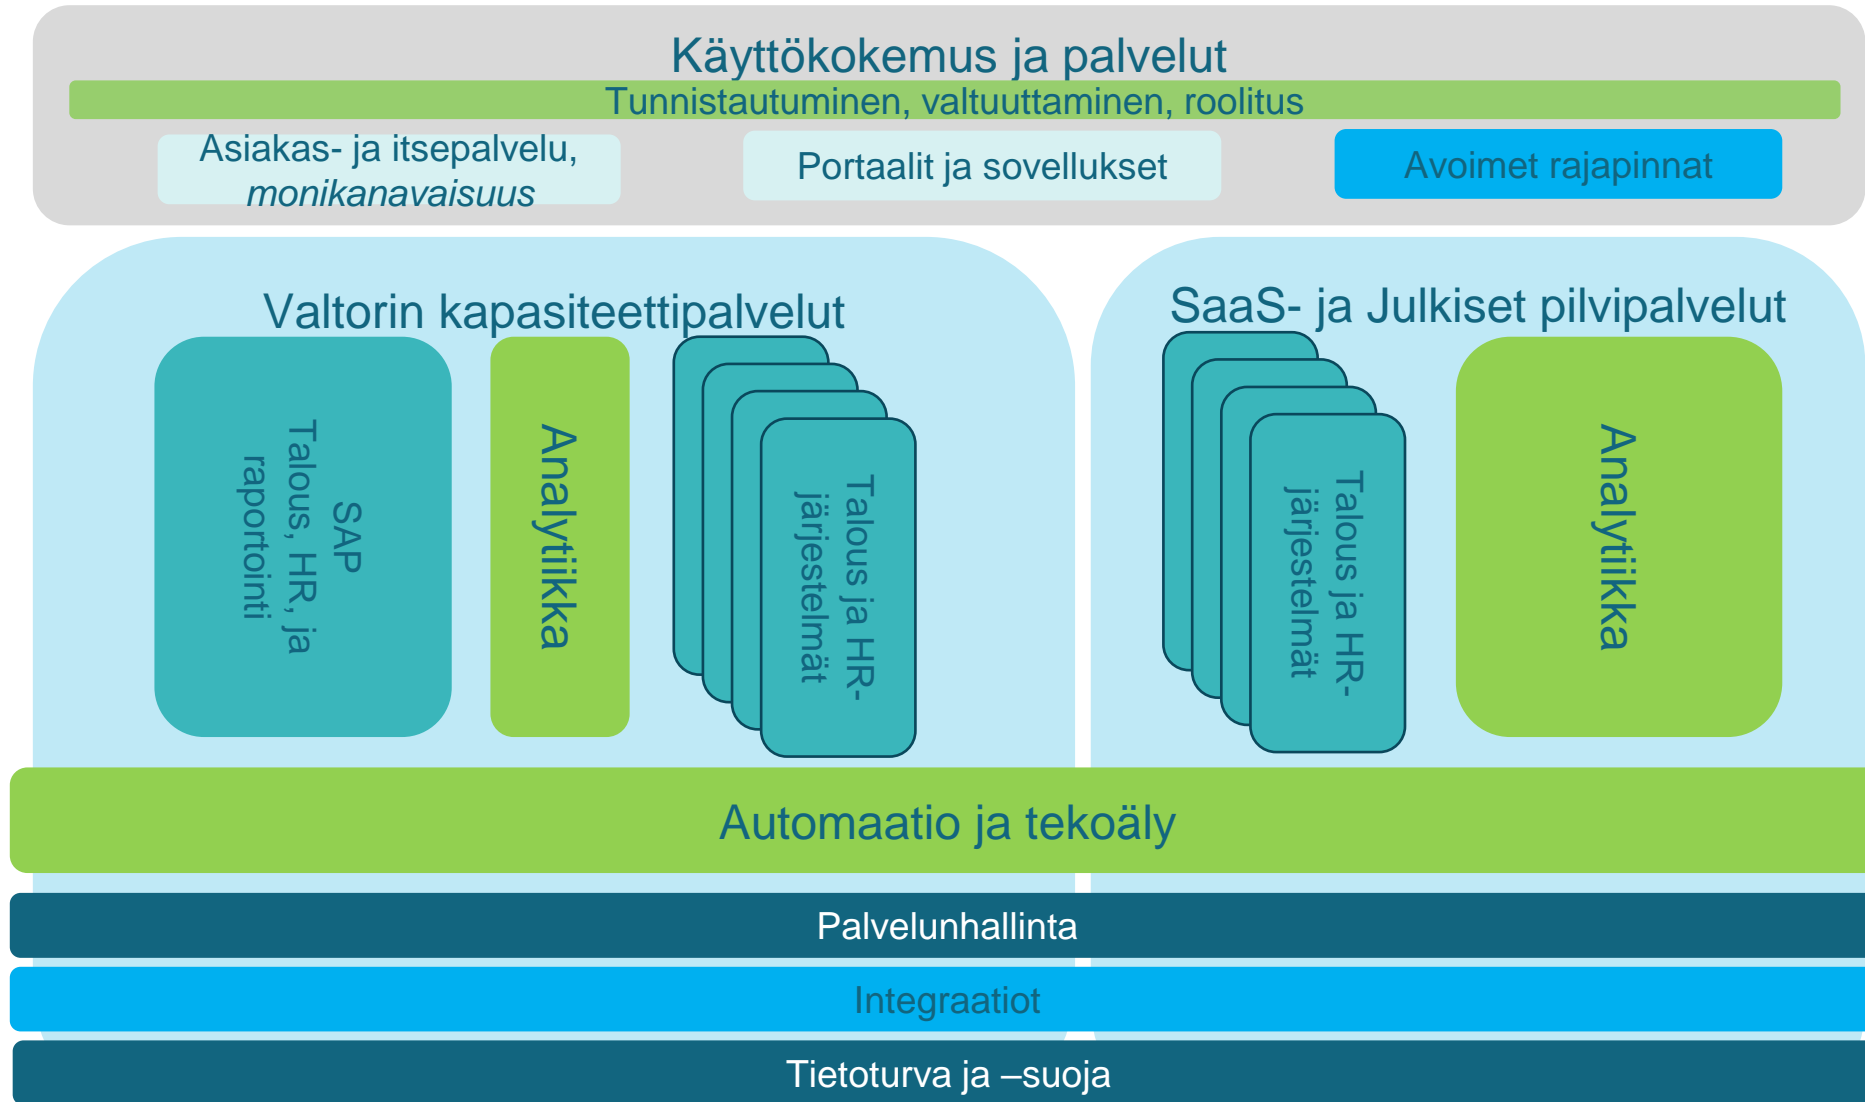 Käyttökokemus ja palvelut
Tunnistautuminen, valtuuttaminen, roolitus
Asiakas- ja itsepalvelu,
monikanavaisuus
Portaalit ja sovellukset
Avoimet rajapinnat
Valtorin kapasiteettipalvelut
SAP
Talous, HR, ja
raportointi
Analytiikka
Talous ja HR-
järjestelmät
SaaS- ja Julkiset pilvipalvelut
Talous ja HR-
järjestelmät
Analytiikka
Automaatio ja tekoäly
Palvelunhallinta
Integraatiot
Tietoturva ja –suoja